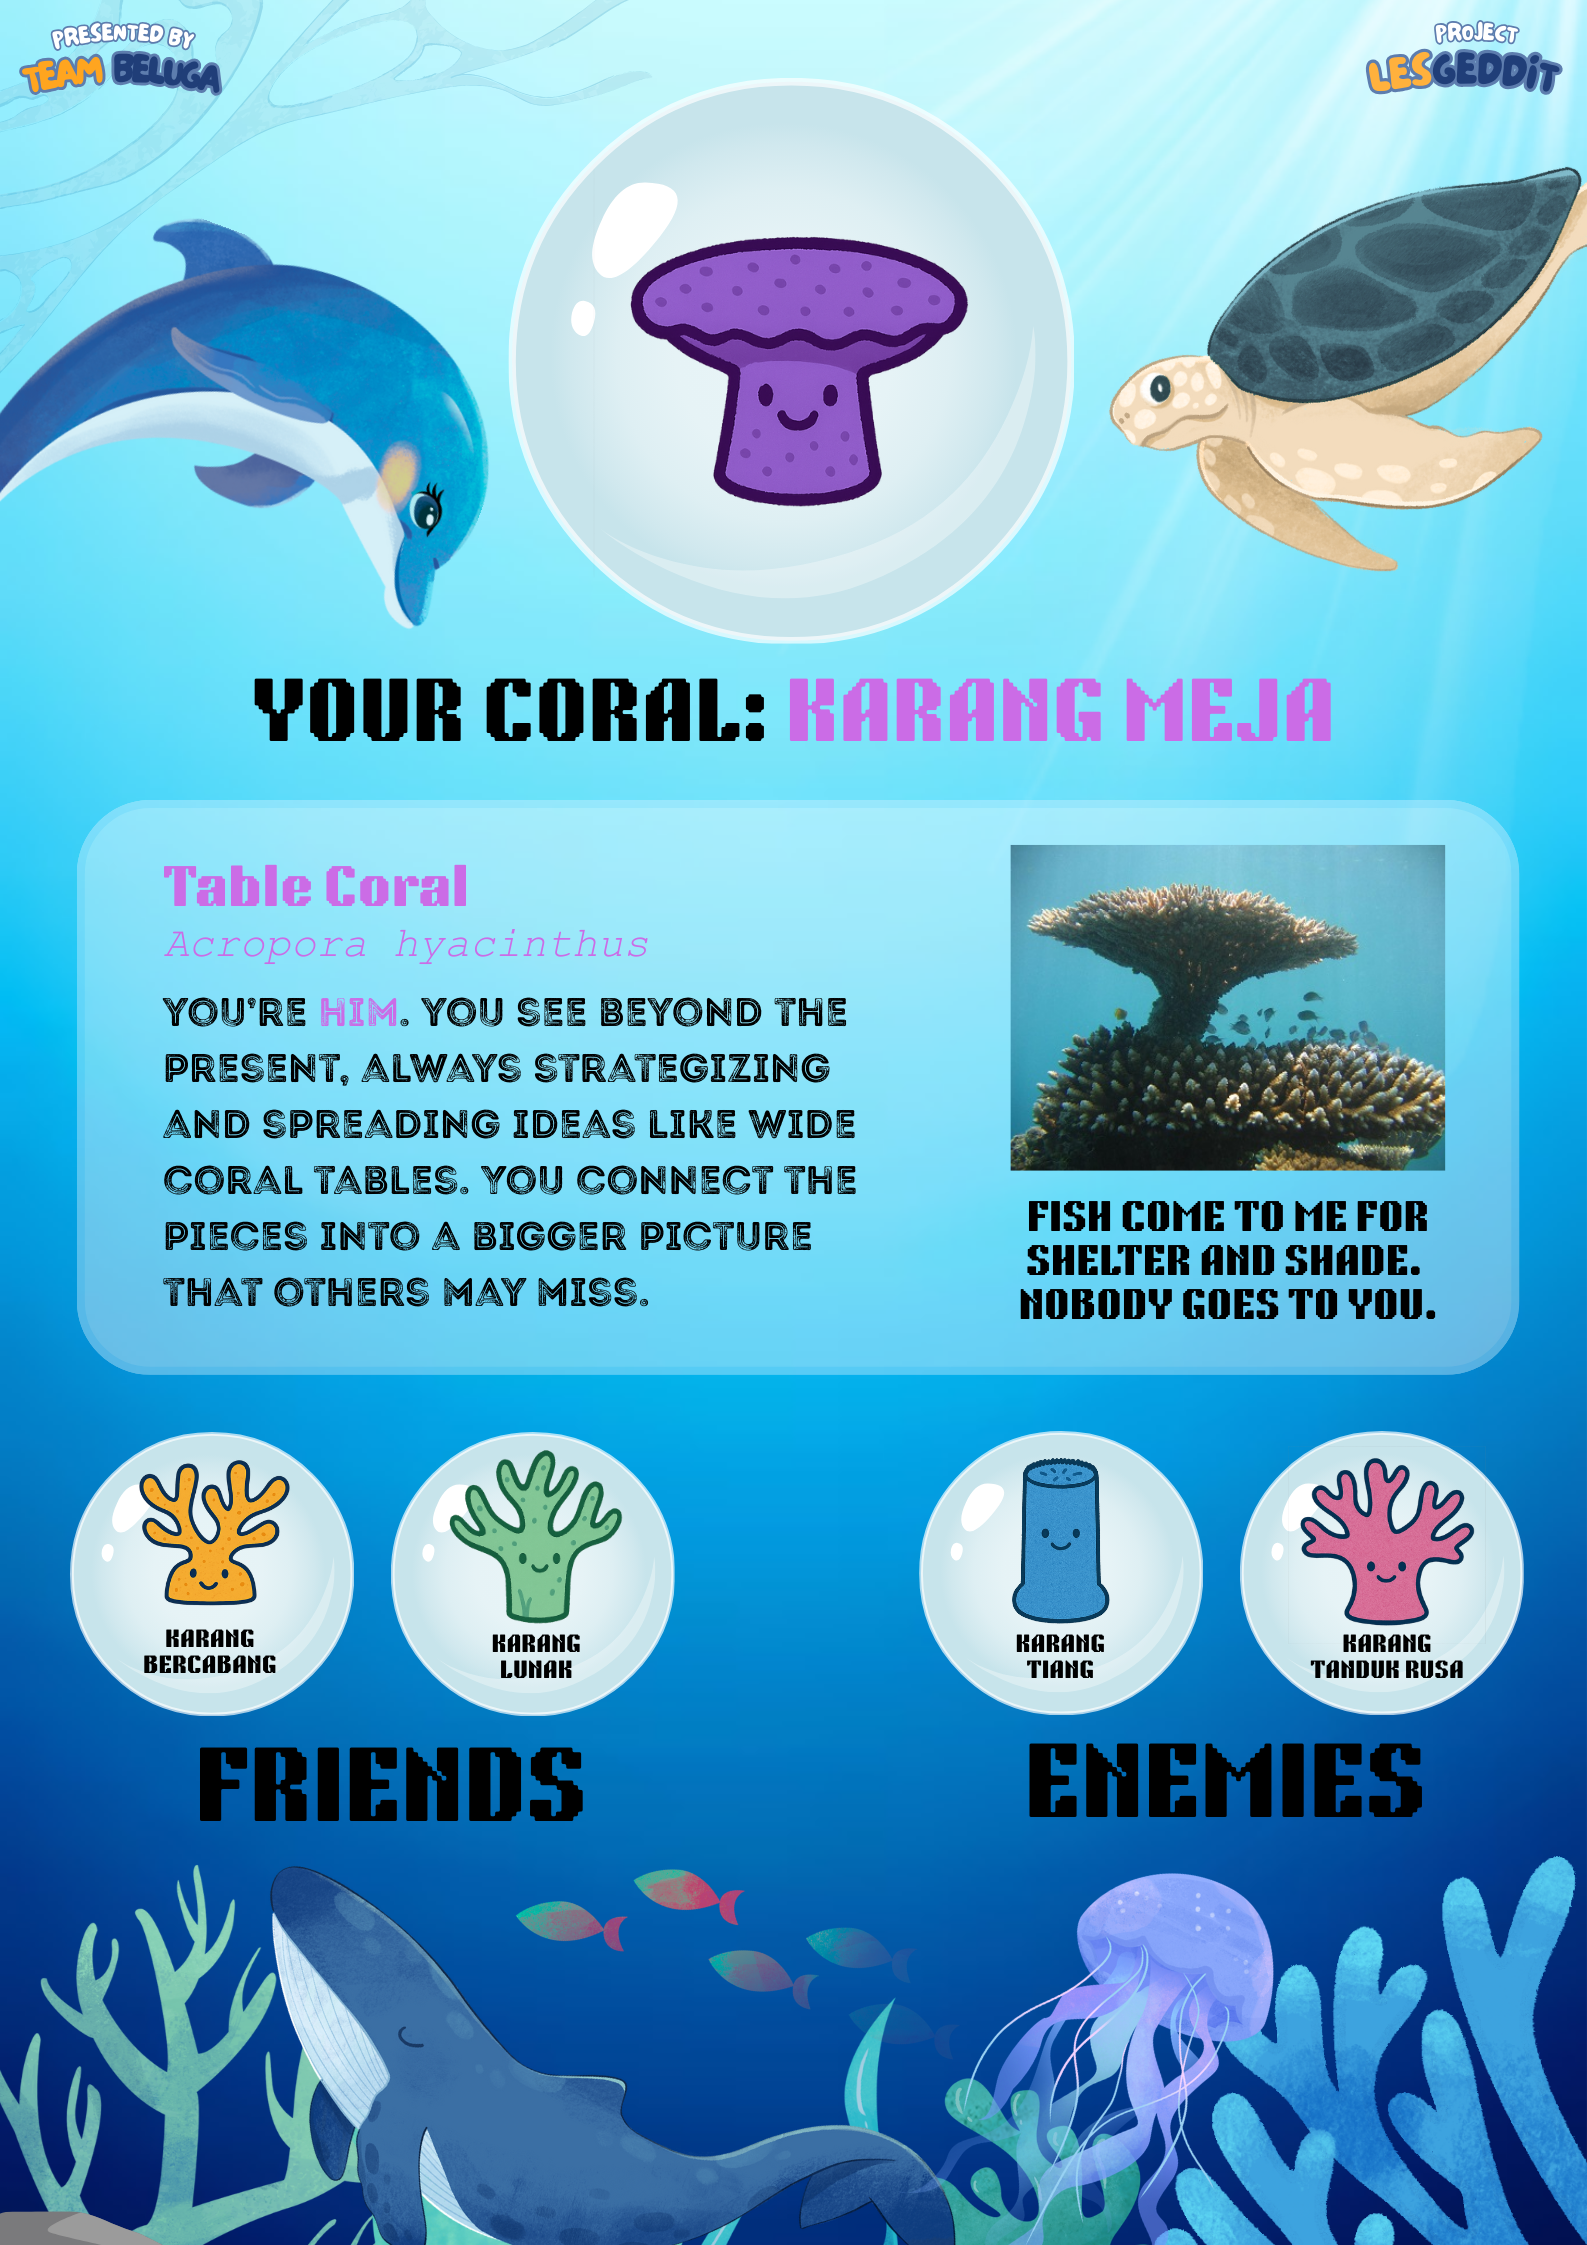 PRESENTED BY
TEAM BELUGA
PROJECT
LESGEDDiT
YOUR CORAL: KARANG MEJA
Table Coral
Acropora hyacinthus
YOU'RE HIM. YOU SEE BEYOND THE
PRESENT, ALWAYS STRATEGIZING
AND SPREADING IDEAS LIKE WIDE
CORAL TABLES. YOU CONNECT THE
PIECES INTO A BIGGER PICTURE
THAT OTHERS MAY MISS.
FISH COME TO ME FOR
SHELTER AND SHADE.
NOBODY GOES TO YOU.
KARANG
BERCABANG
KARANG
LUNAK
KARANG
TIANG
KARANG
TANDUK RUSA
FRIENDS
ENEMIES